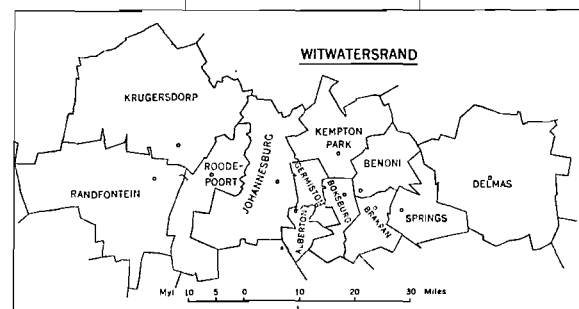 WITWATERSRAND
KRUGERSDORP
KEMPTON
PARK
JOHANNESBURG
ROODE-
POORT
BENONI
GERMISTON
BOKSBURG
DELMAS
RANDFONTEIN
ALBERTON
BRAKPAN
SPRINGS
Myl 10 5 0 10 20 30 Miles